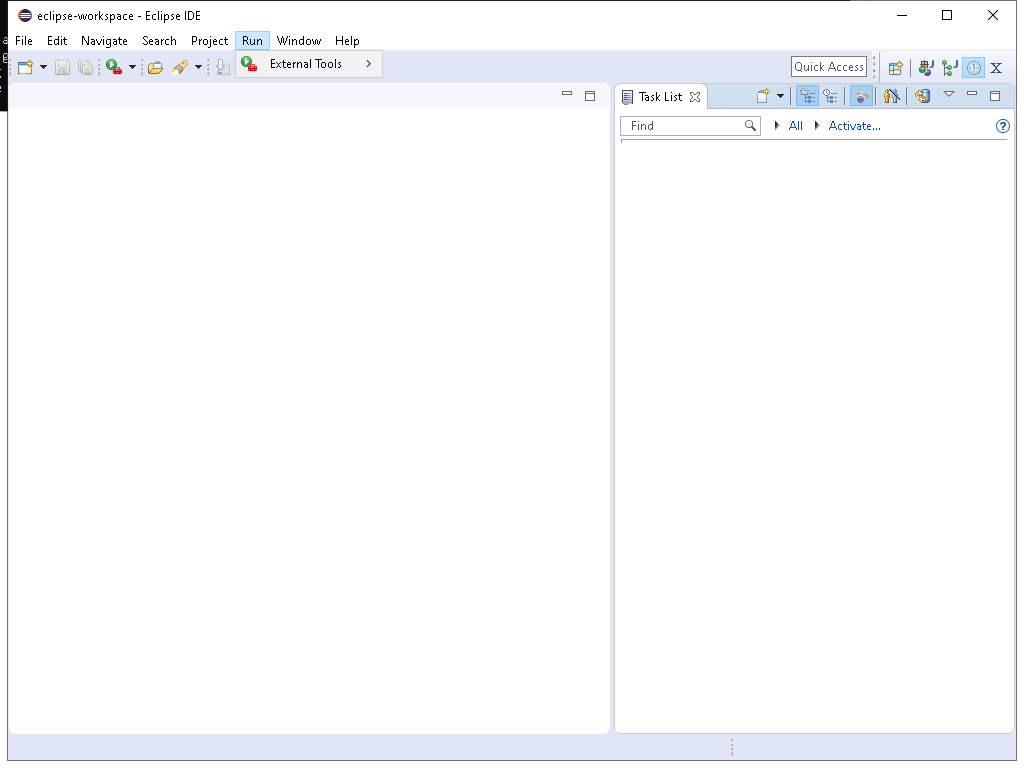 eclipse-workspace - Eclipse IDE
File Edit Navigate Search Project Run Window Help
External Tools
Quick Access
Task List
Find All Activate...